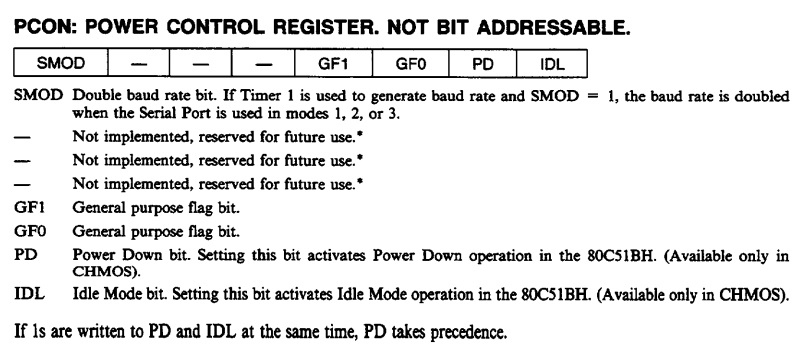 PCON: POWER CONTROL REGISTER. NOT BIT ADDRESSABLE.
SMOD — — — GF1 GF0 PD IDL
SMOD Double baud rate bit. If Timer 1 is used to generate baud rate and SMOD = 1, the baud rate is doubled
when the Serial Port is used in modes 1, 2, or 3.
— Not implemented, reserved for future use.*
— Not implemented, reserved for future use.*
— Not implemented, reserved for future use.*
GF1 General purpose flag bit.
GF0 General purpose flag bit.
PD Power Down bit. Setting this bit activates Power Down operation in the 80C51BH. (Available only in
CHMOS).
IDL Idle Mode bit. Setting this bit activates Idle Mode operation in the 80C51BH. (Available only in CHMOS).
If 1s are written to PD and IDL at the same time, PD takes precedence.